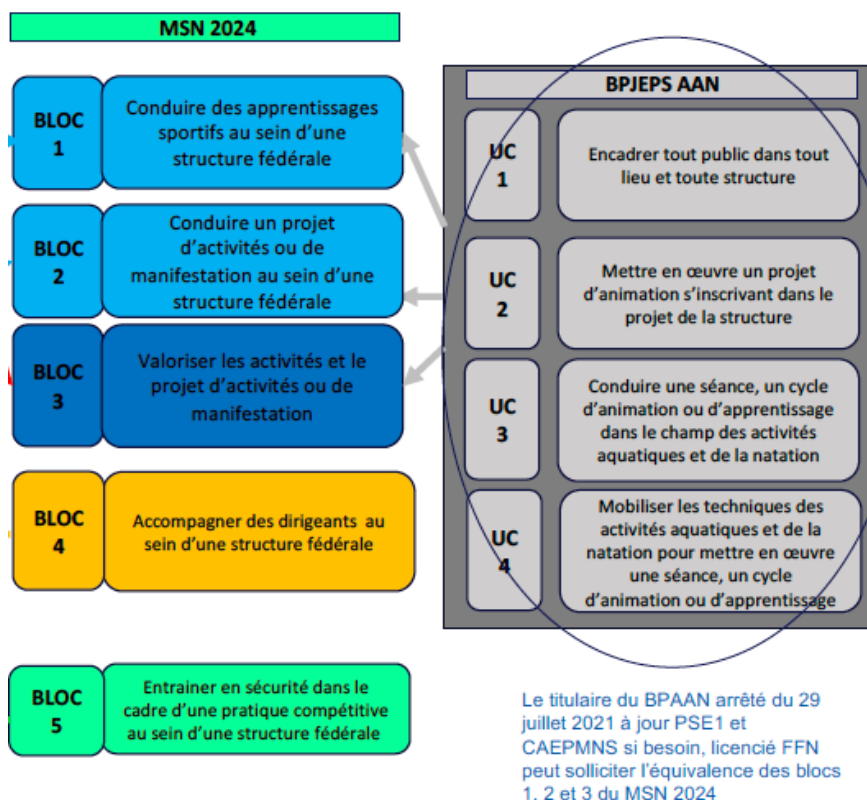 MSN 2024
BLOC
1
Conduire des apprentissages
sportifs au sein d'une
structure fédérale
BLOC
2
Conduire un projet
d'activités ou de
manifestation au sein d'une
structure fédérale
BLOC
3
Valoriser les activités et le
projet d'activités ou de
manifestation
BLOC
4
Accompagner des dirigeants au
sein d'une structure fédérale
BLOC
5
Entrainer en sécurité dans le
cadre d'une pratique compétitive
au sein d'une structure fédérale
BPJEPS AAN
UC
1
Encadrer tout public dans tout
lieu et toute structure
UC
2
Mettre en œuvre un projet
d'animation s'inscrivant dans le
projet de la structure
UC
3
Conduire une séance, un cycle
d'animation ou d'apprentissage
dans le champ des activités
aquatiques et de la natation
UC
4
Mobiliser les techniques des
activités aquatiques et de la
natation pour mettre en œuvre
une séance, un cycle
d'animation ou d'apprentissage
Le titulaire du BPAAN arrêté du 29
juillet 2021 à jour PSE1 et
CAEPMNS si besoin, licencié FFN
peut solliciter l'équivalence des blocs
1, 2 et 3 du MSN 2024